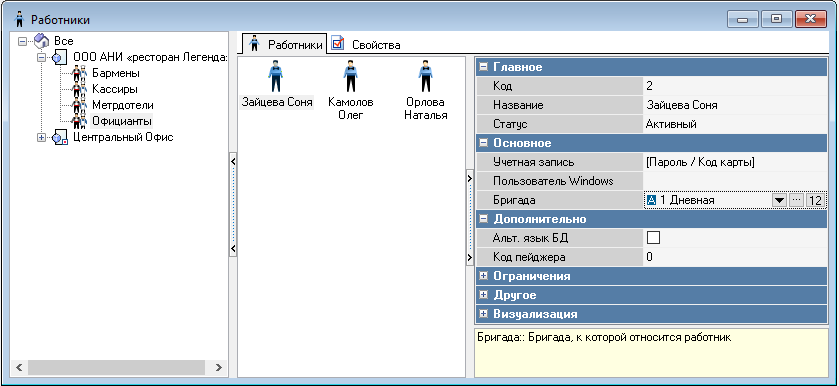 Работники
Все
ООО АНИ «ресторан Легенда
Бармены
Кассиры
Метрдотели
Официанты
Центральный Офис
Работники
Свойства
Зайцева Соня
Камолов
Олег
Орлова
Наталья
Главное
Код 2
Название Зайцева Соня
Статус Активный
Основное
Учетная запись [Пароль / Код карты]
Пользователь Windows
Бригада A 1 Дневная ... 12
Дополнительно
Альт. язык БД
Код пейджера 0
Ограничения
Другое
Визуализация
Бригада:: Бригада, к которой относится работник